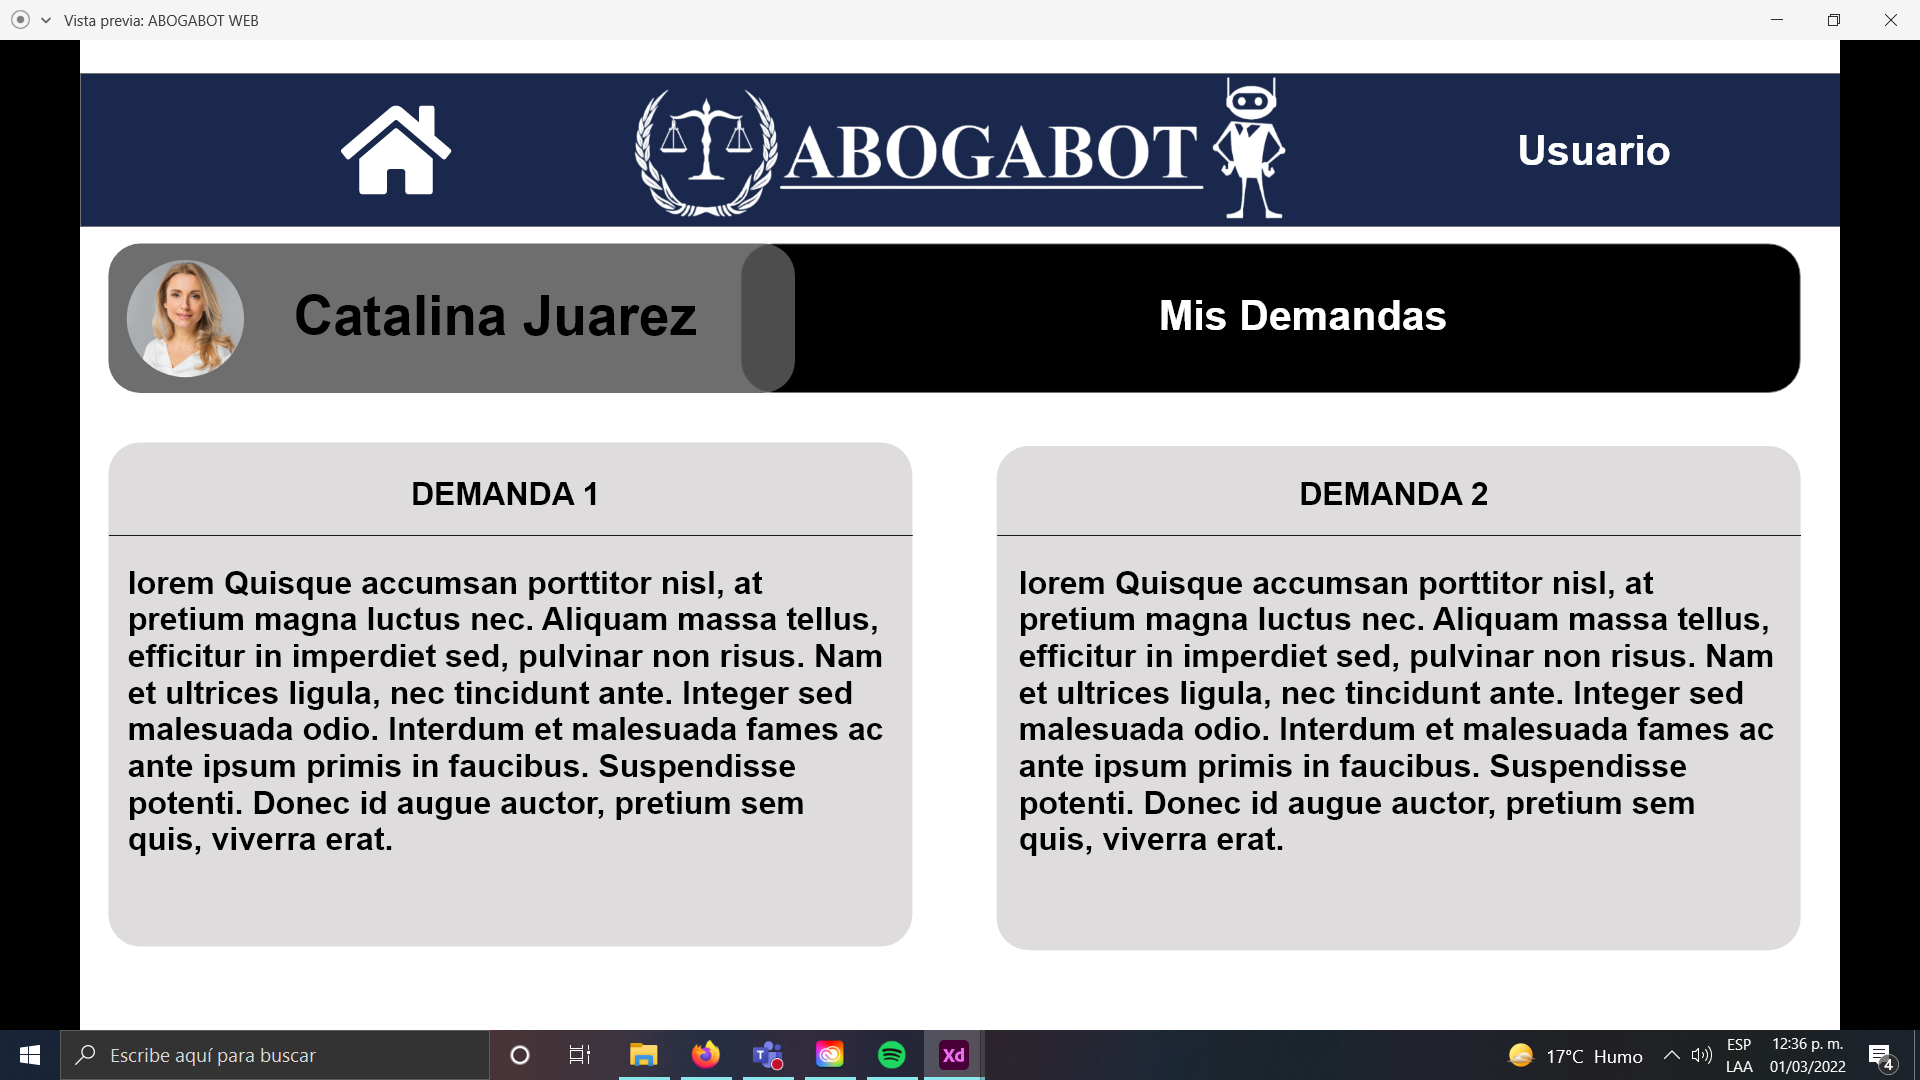 Vista previa: ABOGABOT WEB
ABOGABOT
Usuario
Catalina Juarez
Mis Demandas
DEMANDA 1
lorem Quisque accumsan porttitor nisl, at
pretium magna luctus nec. Aliquam massa tellus,
efficitur in imperdiet sed, pulvinar non risus. Nam
et ultrices ligula, nec tincidunt ante. Integer sed
malesuada odio. Interdum et malesuada fames ac
ante ipsum primis in faucibus. Suspendisse
potenti. Donec id augue auctor, pretium sem
quis, viverra erat.
DEMANDA 2
lorem Quisque accumsan porttitor nisl, at
pretium magna luctus nec. Aliquam massa tellus,
efficitur in imperdiet sed, pulvinar non risus. Nam
et ultrices ligula, nec tincidunt ante. Integer sed
malesuada odio. Interdum et malesuada fames ac
ante ipsum primis in faucibus. Suspendisse
potenti. Donec id augue auctor, pretium sem
quis, viverra erat.
Escribe aquí para buscar
T
Xd
17°C Humo
ESP
LAA
12:36 p. m.
01/03/2022
4